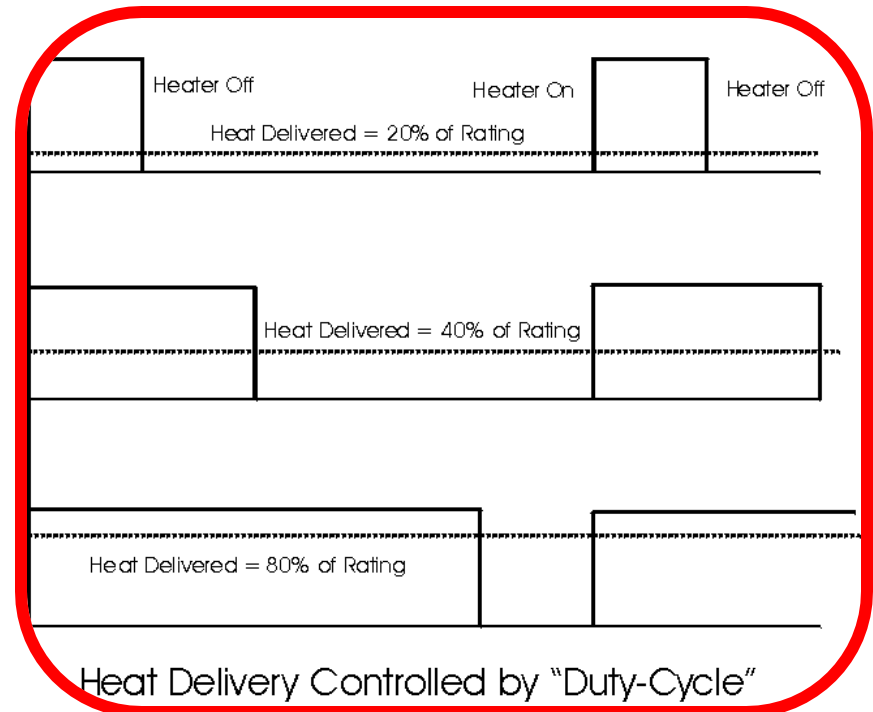 Heater Off
Heater On
Heater Off
Heat Delivered = 20% of Rating
Heat Delivered = 40% of Rating
Heat Delivered = 80% of Rating
Heat Delivery Controlled by “Duty-Cycle”